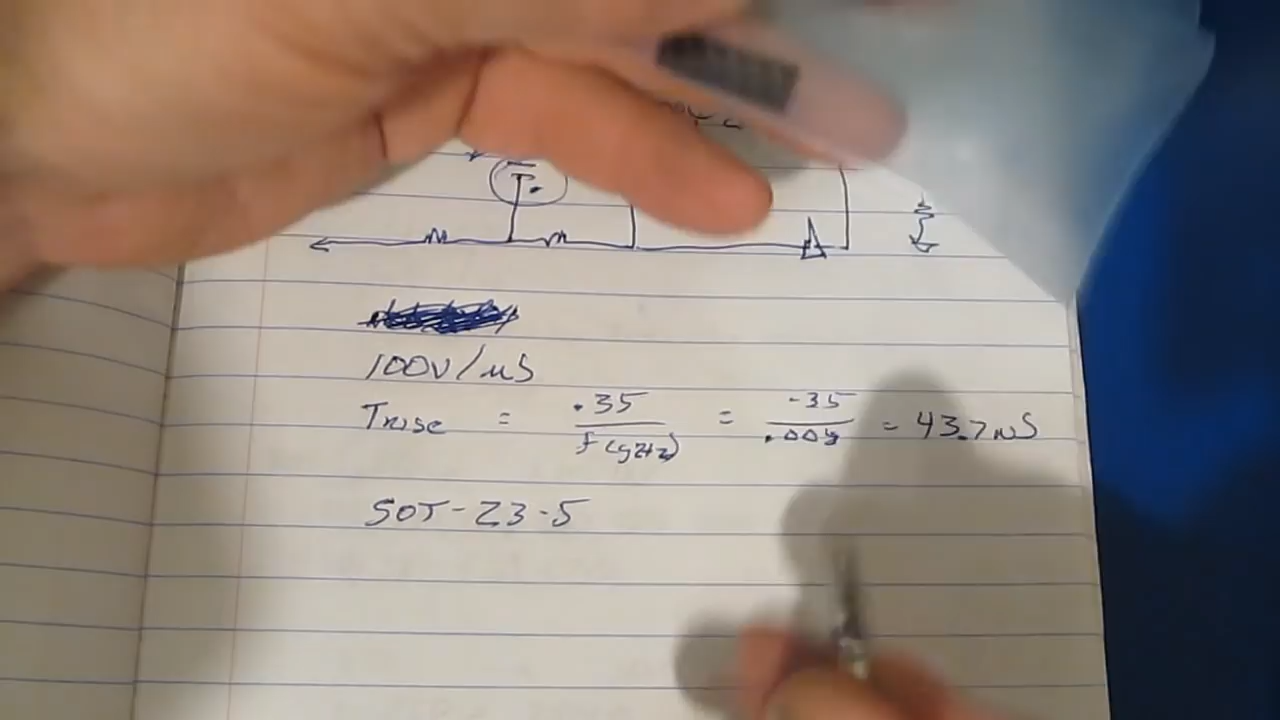 100V/uS
Trise = .35 / f(gHz) = .35 / .008 = 43.7nS
SOT-23-5